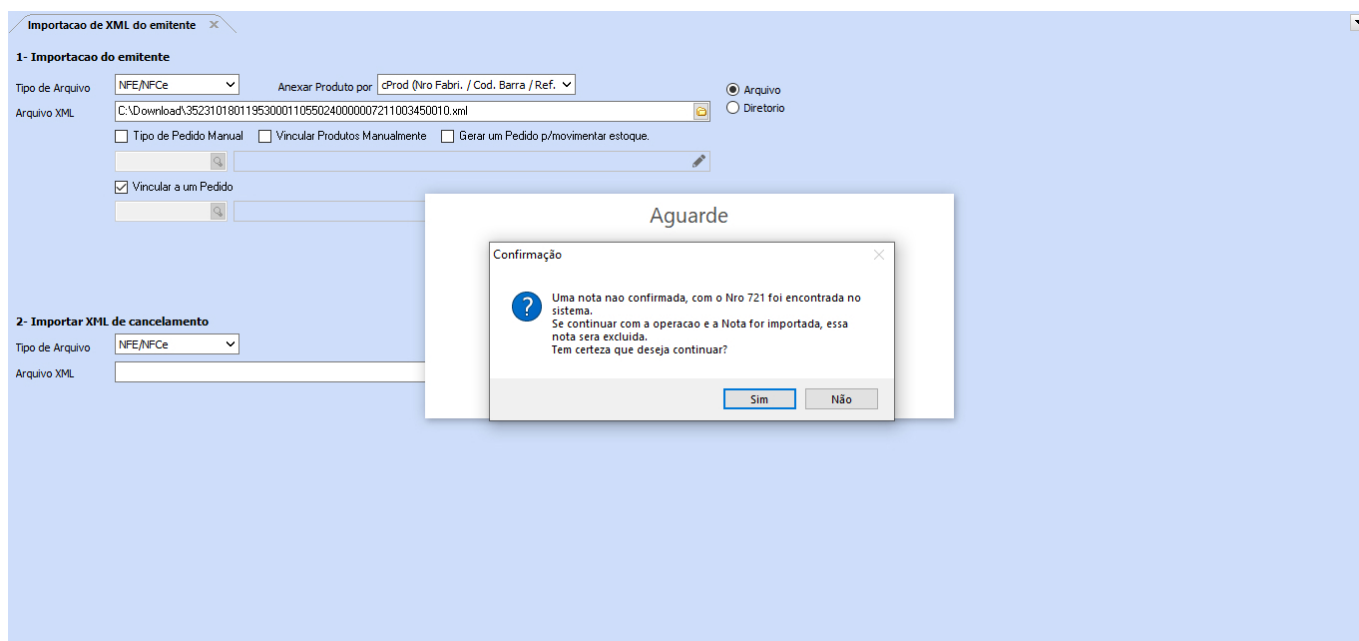 Importacao de XML do emitente
1- Importacao do emitente
Tipo de Arquivo NFE/NFCe Anexar Produto por cProd (Nro Fabri. / Cod. Barra / Ref. Arquivo
Arquivo XML C:\Download\35231018011953000110550240000007211003450010.xml Diretorio
Tipo de Pedido Manual Vincular Produtos Manualmente Gerar um Pedido p/movimentar estoque.
Vincular a um Pedido
Aguarde
Confirmação
Uma nota nao confirmada, com o Nro 721 foi encontrada no
sistema.
Se continuar com a operacao e a Nota for importada, essa
nota sera excluida.
Tem certeza que deseja continuar?
Sim Não
2- Importar XML de cancelamento
Tipo de Arquivo NFE/NFCe
Arquivo XML